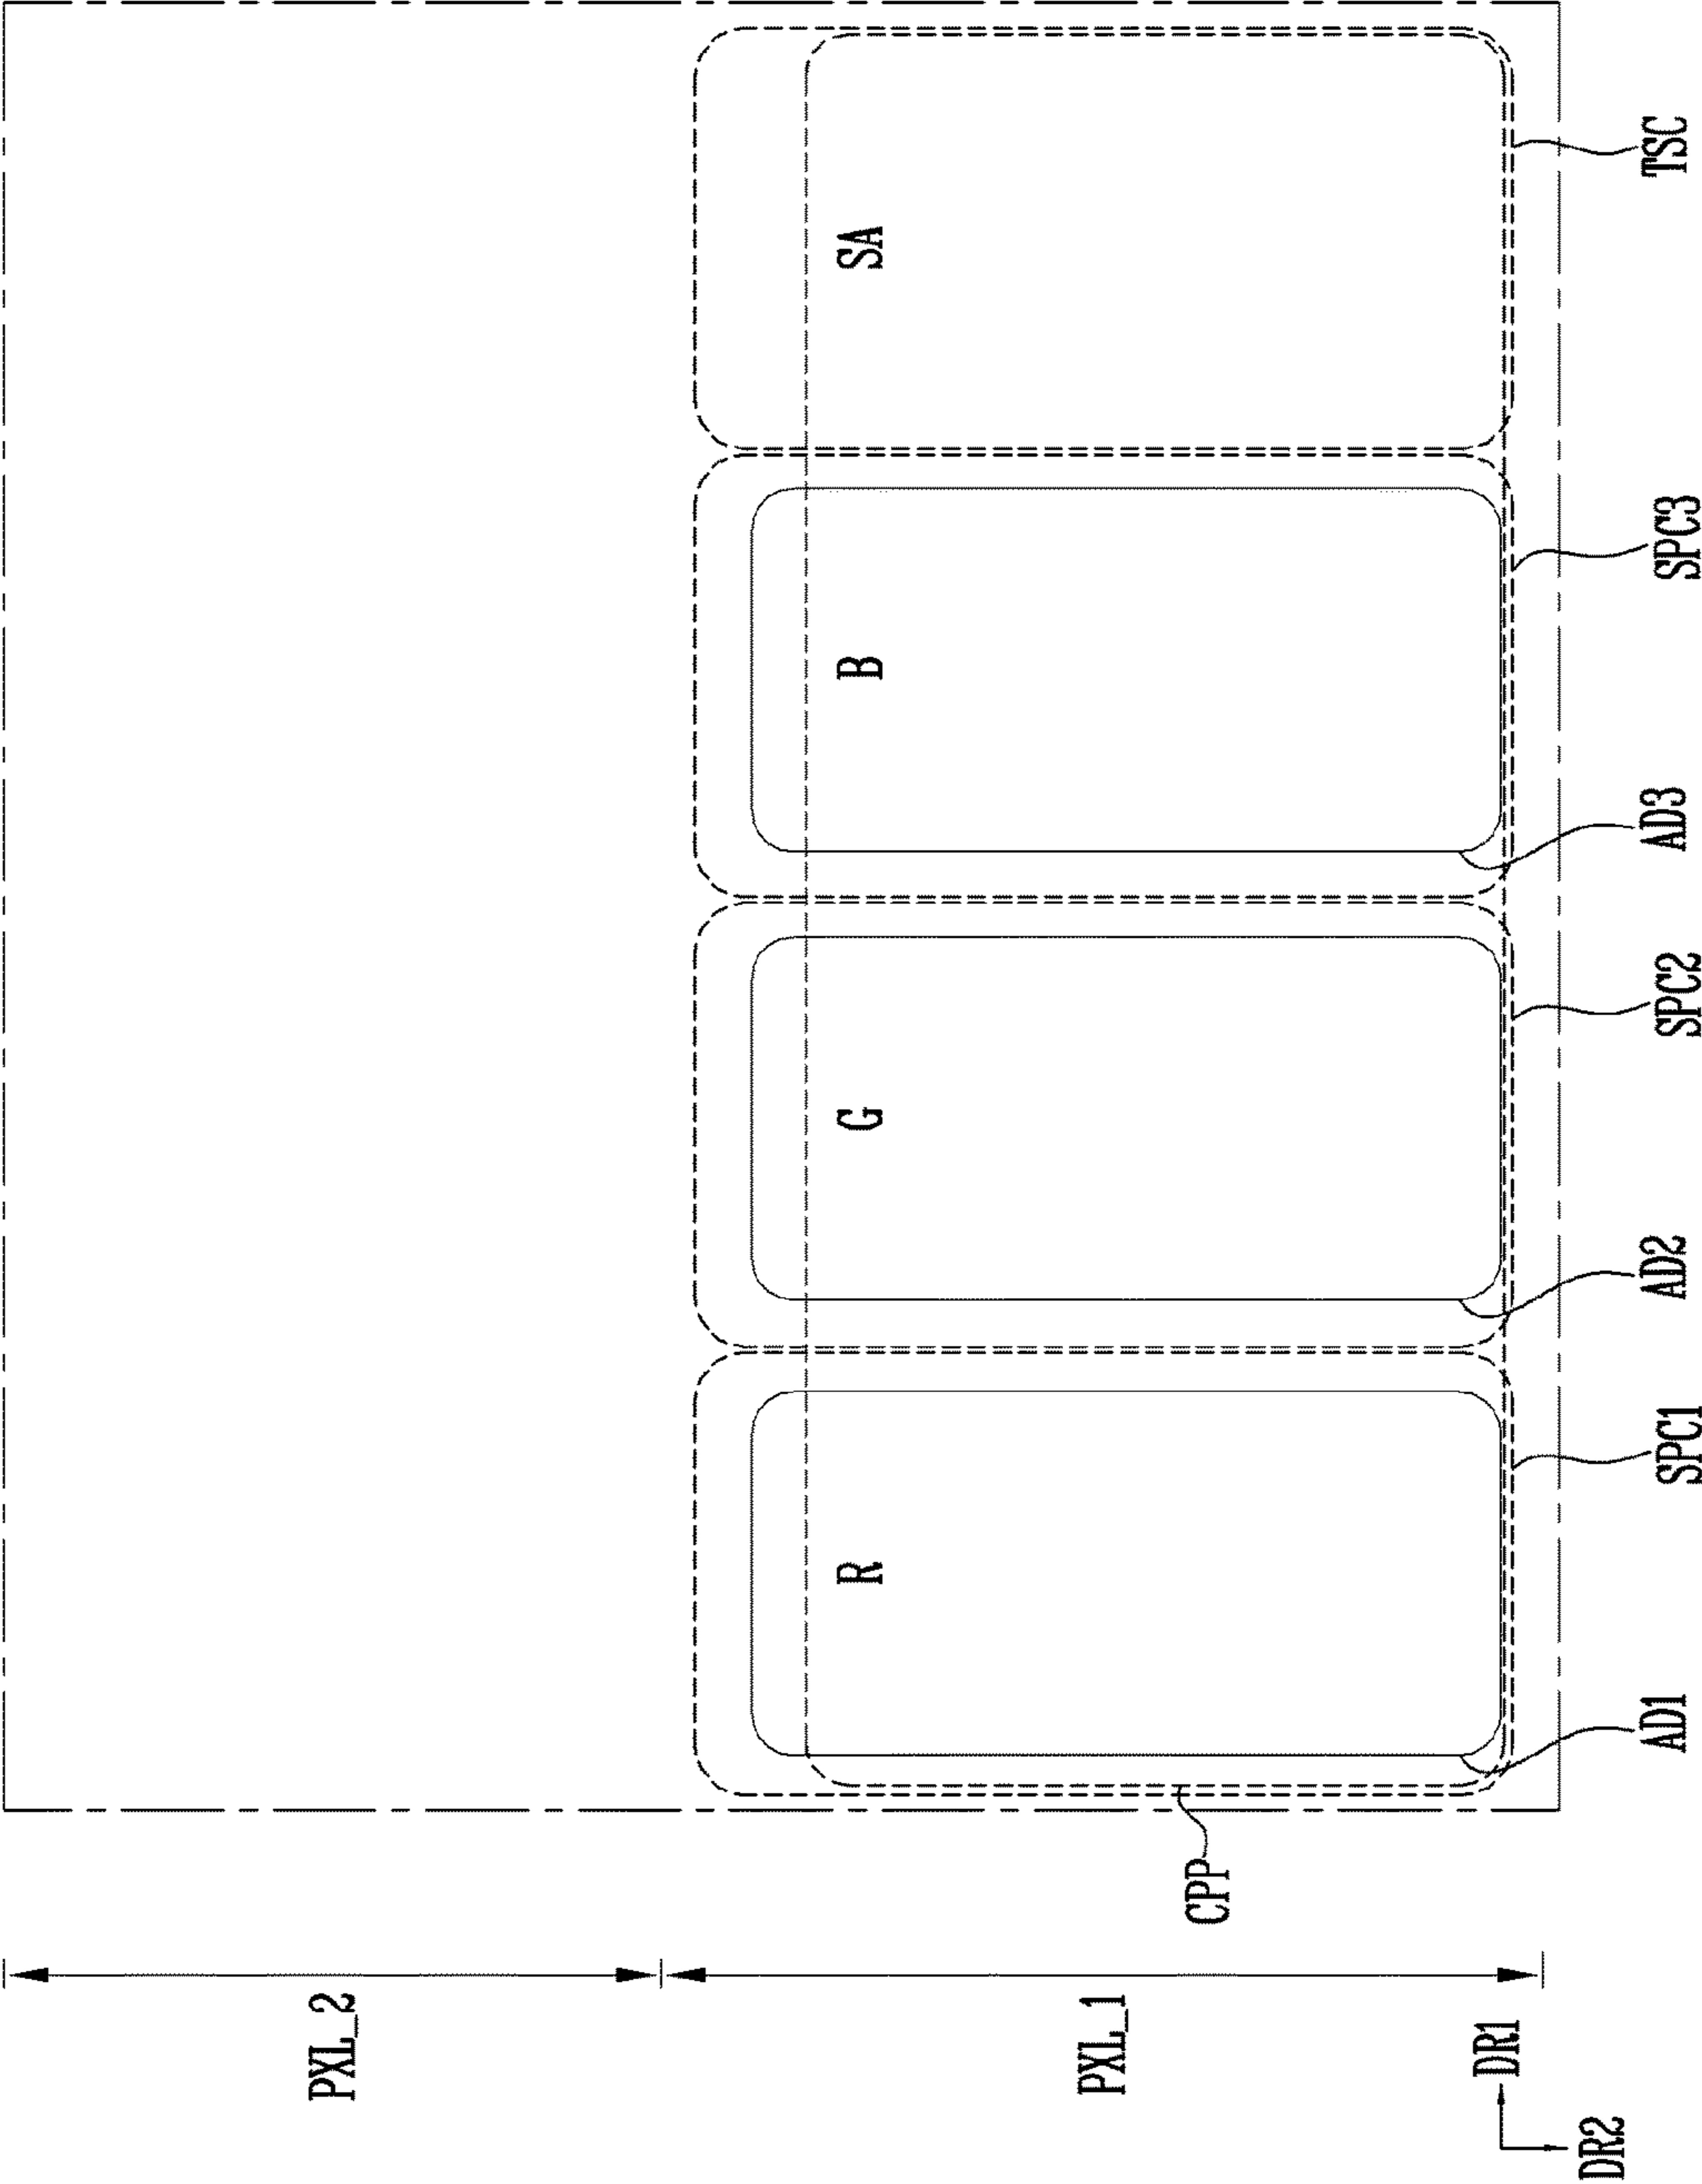 PXL_2
R
G
B
SA
PXL_1
CPP
DR1
DR2
AD1
SPC1
AD2
SPC2
AD3
SPC3
TSC